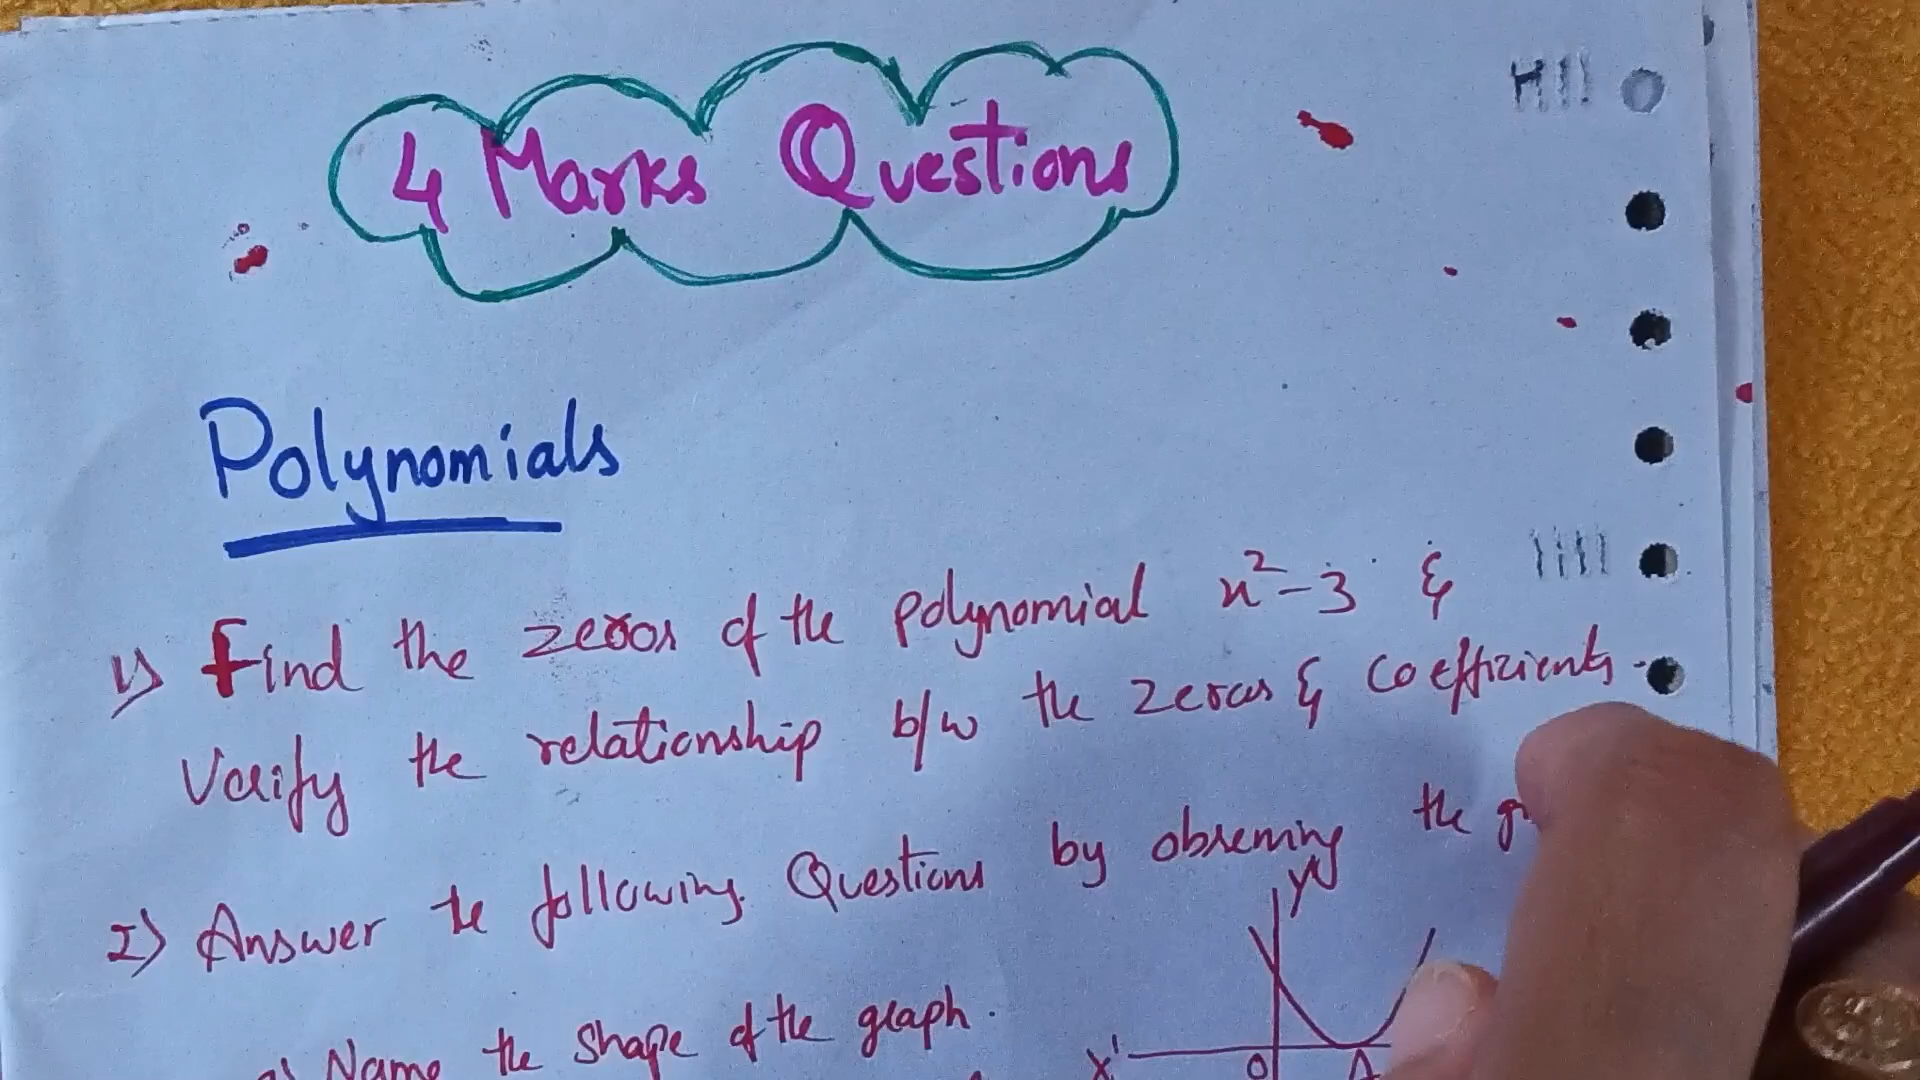 4 Marks Questions
Polynomials
1) Find the zeros of the polynomial x²-3 &
Verify the relationship b/w the zeros & coefficients.
2) Answer the following Questions by observing the
a) Name the shape of the graph.
Y
X' O A